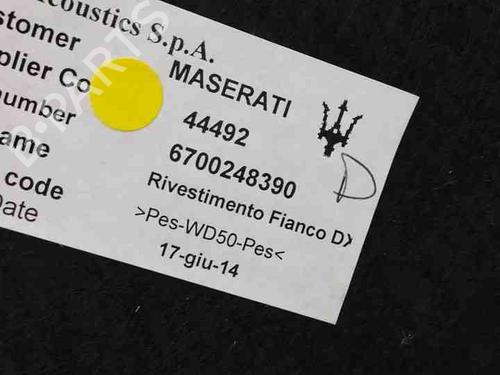 coustics S.p.A.
stomer MASERATI
plier Co 44492
number 6700248390
ame Rivestimento Fianco DX
code >Pes-WD50-Pes<
Date 17-giu-14
D
B-PARTS